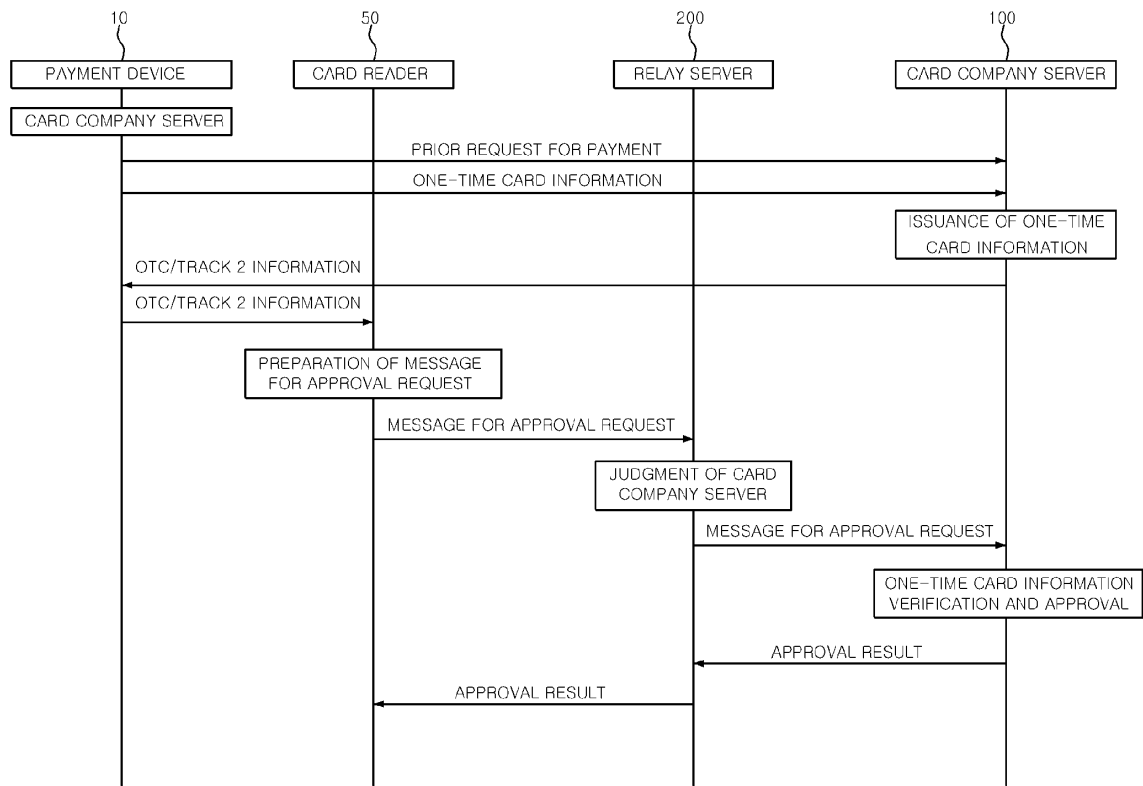 10
50
200
100
PAYMENT DEVICE
CARD READER
RELAY SERVER
CARD COMPANY SERVER
CARD COMPANY SERVER
PRIOR REQUEST FOR PAYMENT
ONE-TIME CARD INFORMATION
ISSUANCE OF ONE-TIME
CARD INFORMATION
OTC/TRACK 2 INFORMATION
OTC/TRACK 2 INFORMATION
PREPARATION OF MESSAGE
FOR APPROVAL REQUEST
MESSAGE FOR APPROVAL REQUEST
JUDGMENT OF CARD
COMPANY SERVER
MESSAGE FOR APPROVAL REQUEST
ONE-TIME CARD INFORMATION
VERIFICATION AND APPROVAL
APPROVAL RESULT
APPROVAL RESULT